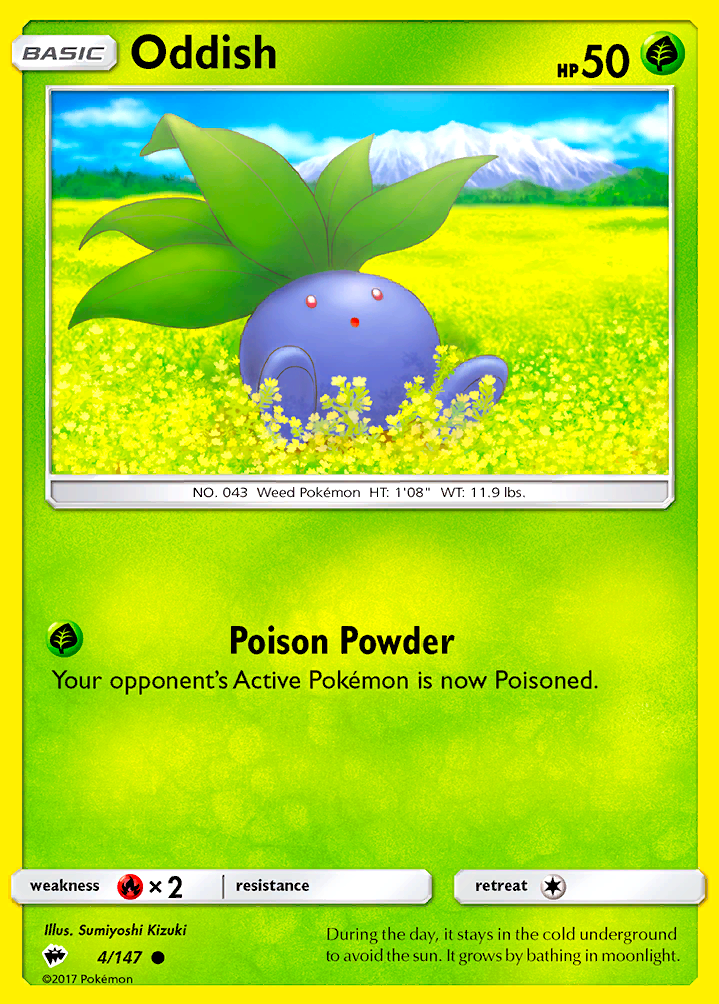 BASIC Oddish HP 50
NO. 043 Weed Pokémon HT: 1'08" WT: 11.9 lbs.
Poison Powder
Your opponent's Active Pokémon is now Poisoned.
weakness × 2 resistance retreat
Illus. Sumiyoshi Kizuki
4/147
©2017 Pokémon
During the day, it stays in the cold underground
to avoid the sun. It grows by bathing in moonlight.